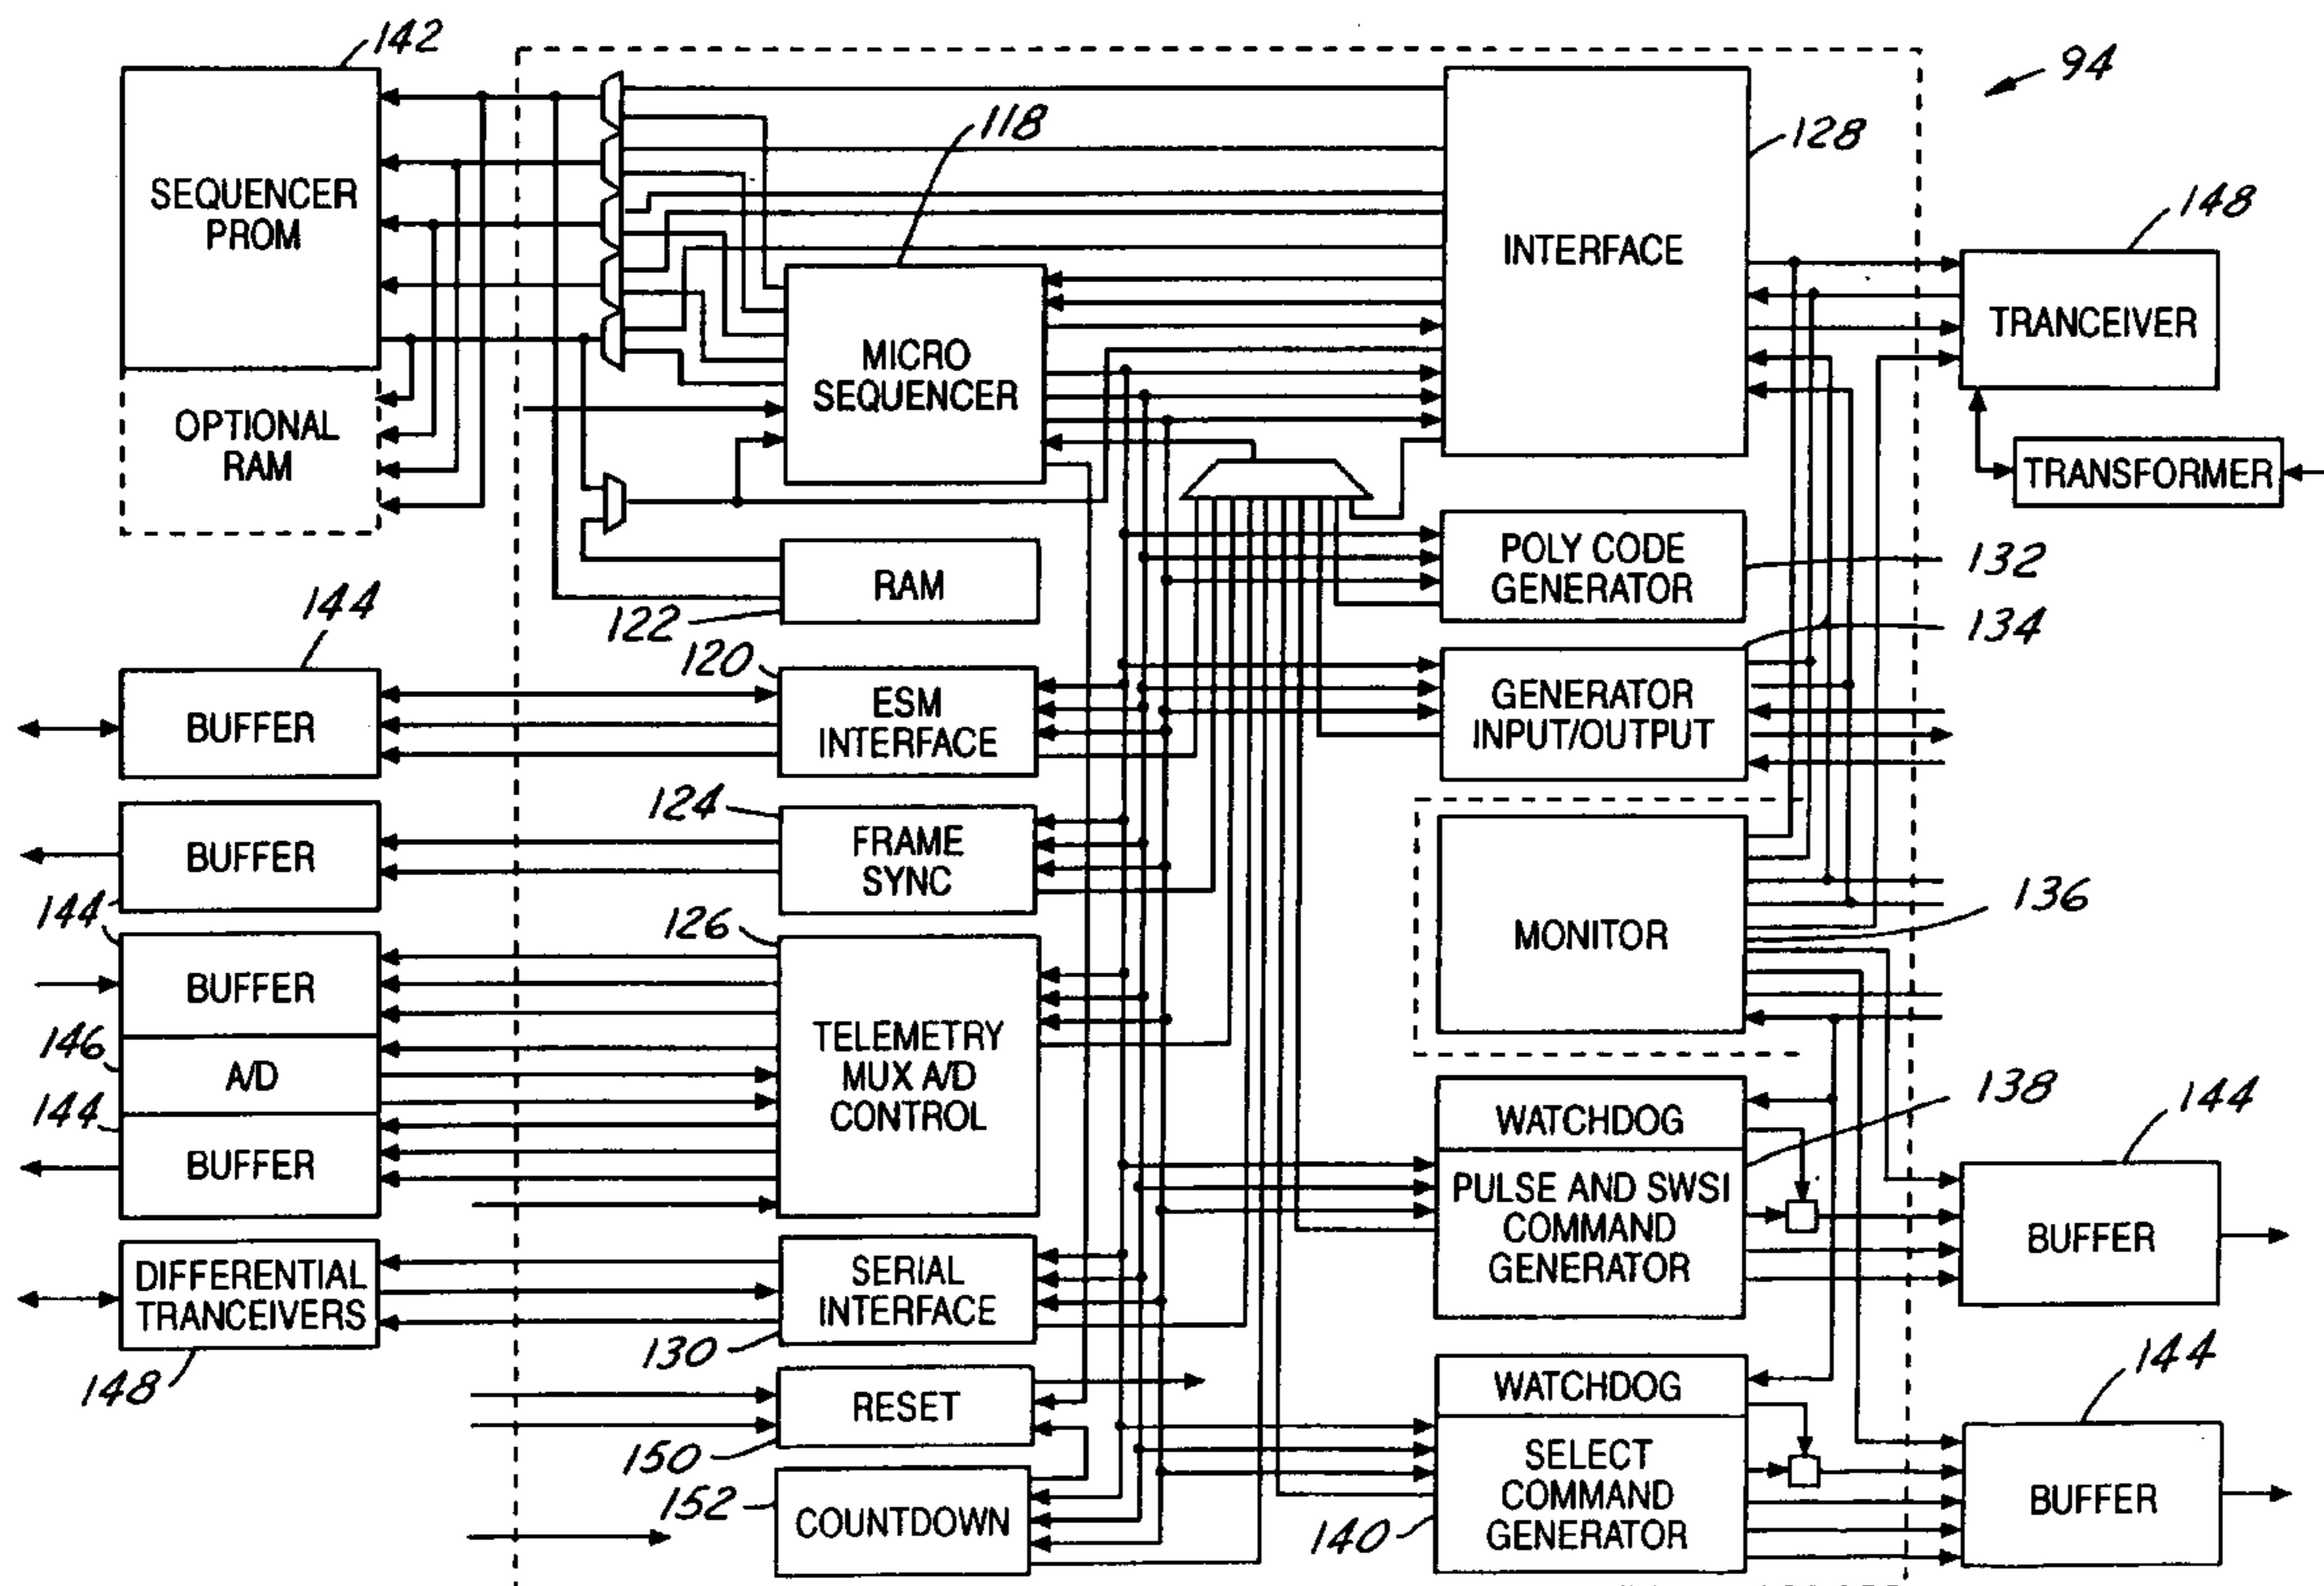 142
94
118
128
148
SEQUENCER
PROM
INTERFACE
TRANCEIVER
MICRO
SEQUENCER
OPTIONAL
RAM
TRANSFORMER
POLY CODE
GENERATOR
132
RAM
122
134
144
120
BUFFER
ESM
INTERFACE
GENERATOR
INPUT/OUTPUT
124
BUFFER
FRAME
SYNC
144
126
136
MONITOR
BUFFER
146
A/D
TELEMETRY
MUX A/D
CONTROL
144
BUFFER
138
WATCHDOG
144
PULSE AND SWSI
COMMAND
GENERATOR
BUFFER
DIFFERENTIAL
TRANCEIVERS
SERIAL
INTERFACE
130
148
144
WATCHDOG
RESET
150
SELECT
COMMAND
GENERATOR
BUFFER
152
COUNTDOWN
140